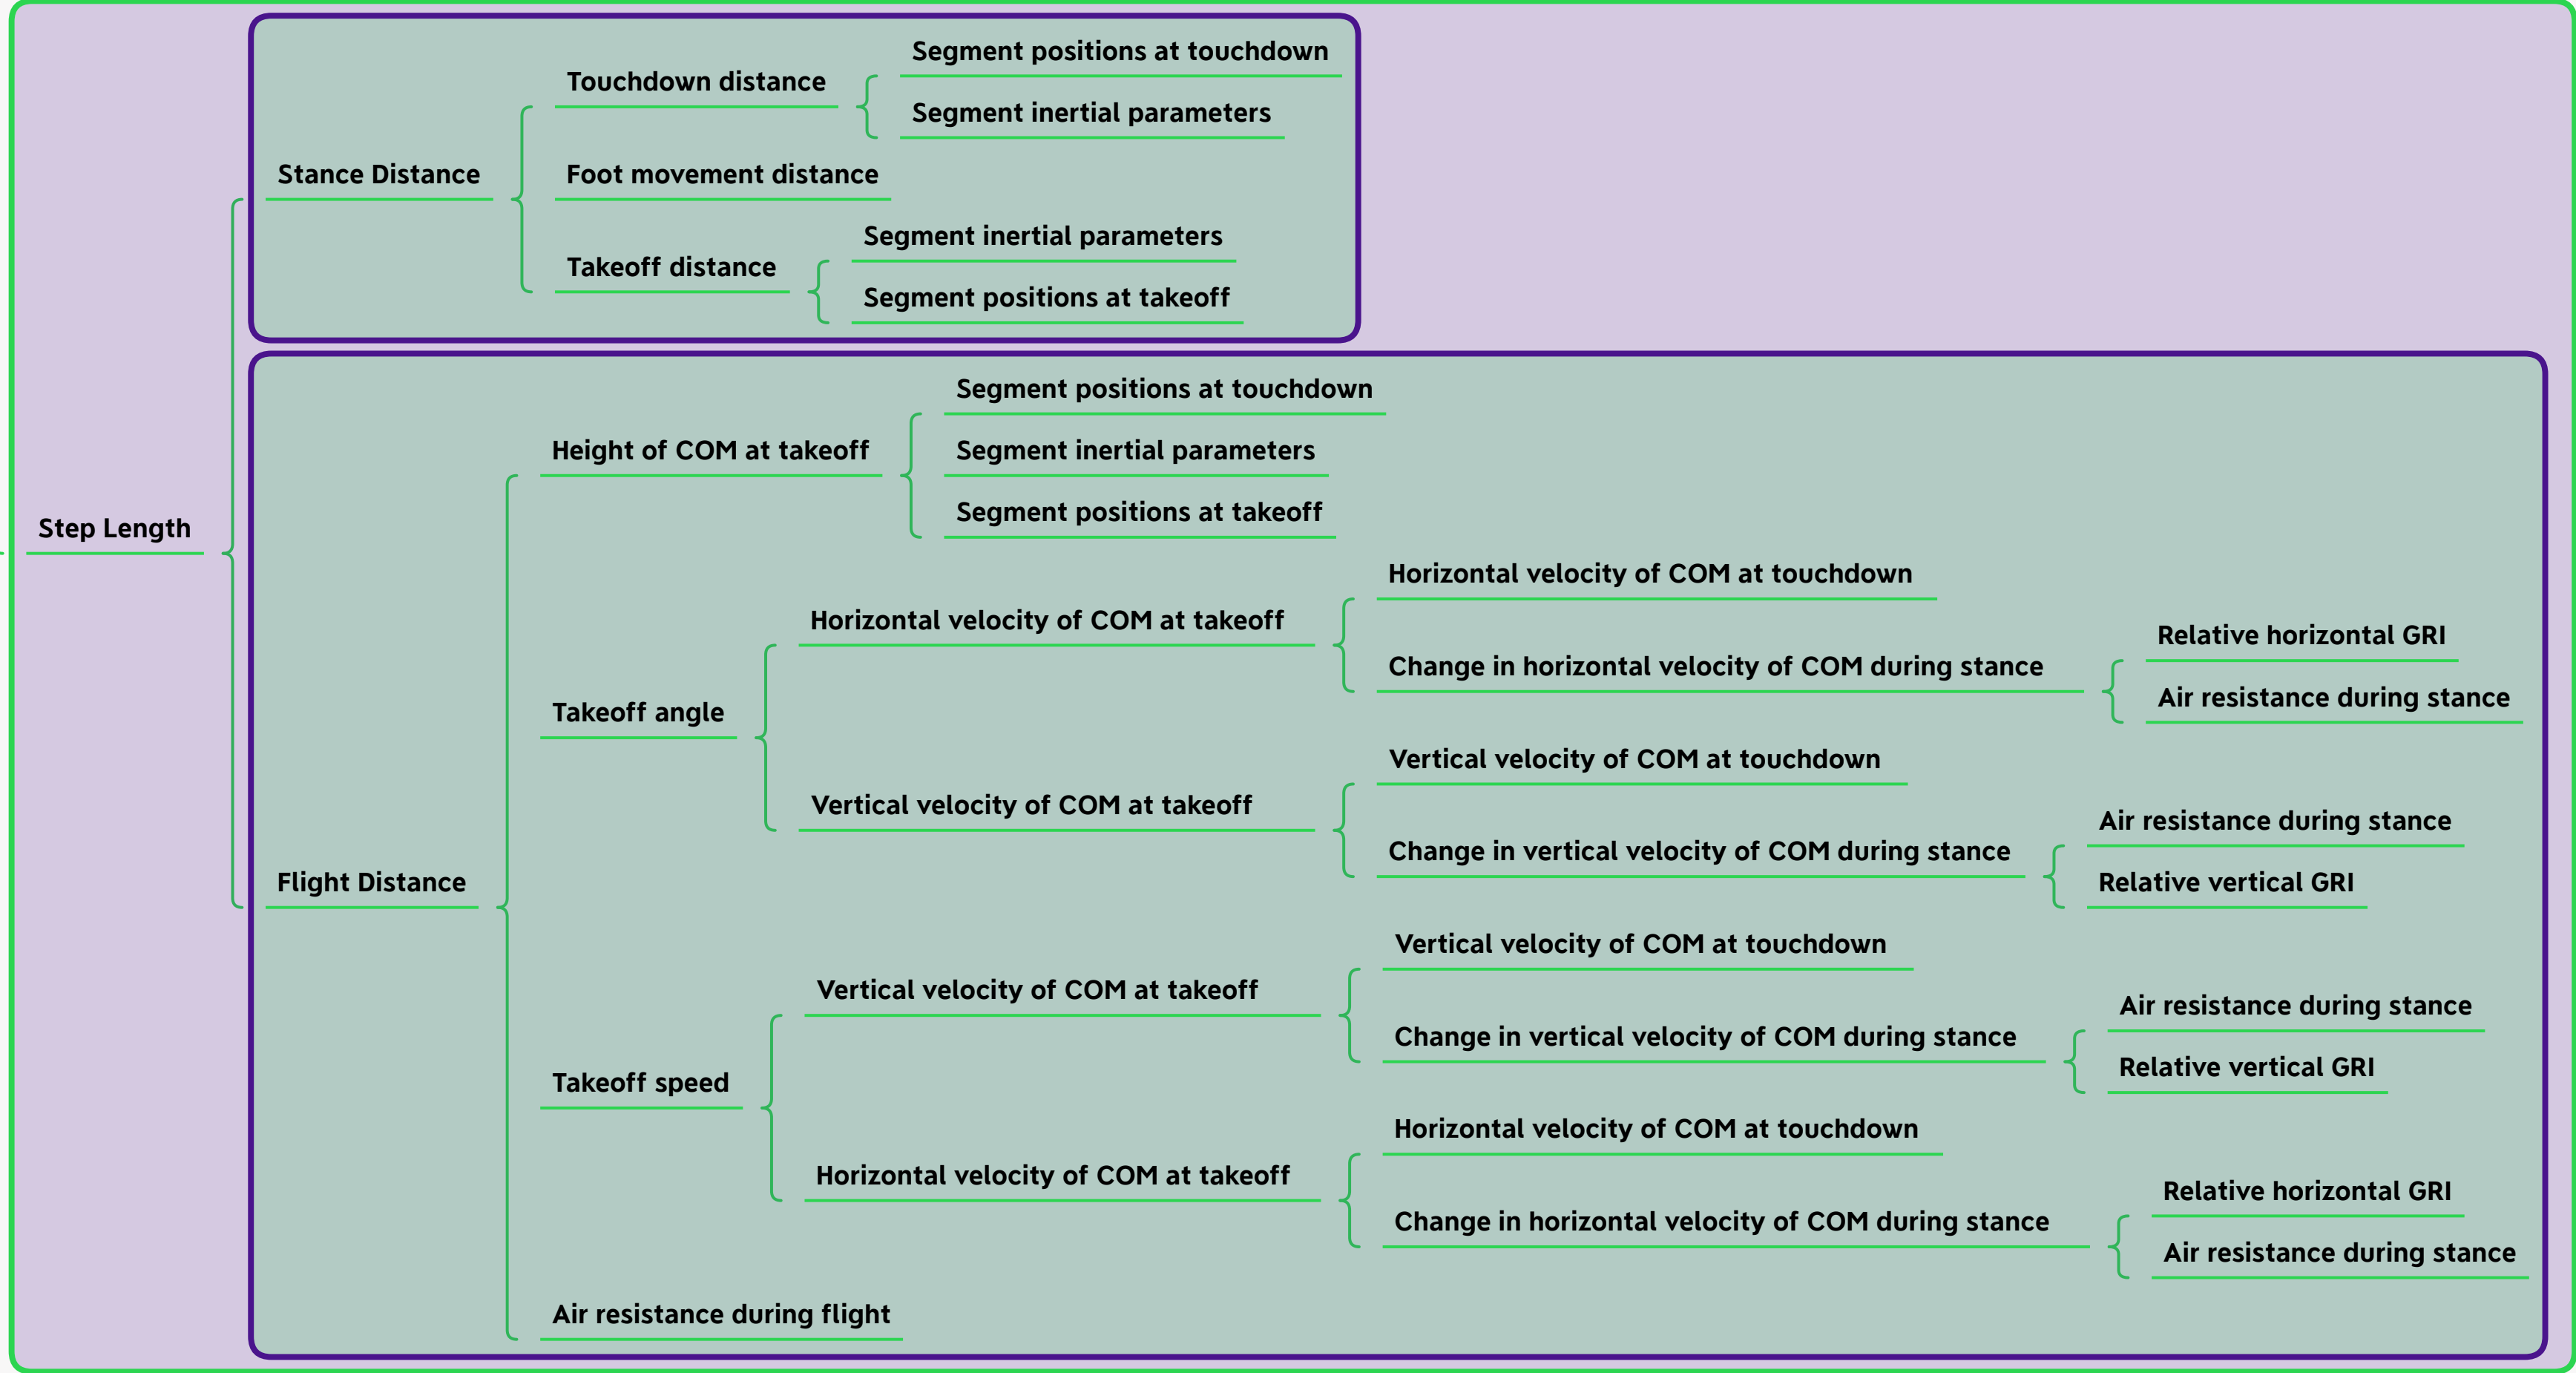 Step Length
Stance Distance
Touchdown distance
Segment positions at touchdown
Segment inertial parameters
Foot movement distance
Takeoff distance
Segment inertial parameters
Segment positions at takeoff
Flight Distance
Height of COM at takeoff
Segment positions at touchdown
Segment inertial parameters
Segment positions at takeoff
Takeoff angle
Horizontal velocity of COM at takeoff
Horizontal velocity of COM at touchdown
Change in horizontal velocity of COM during stance
Relative horizontal GRI
Air resistance during stance
Vertical velocity of COM at takeoff
Vertical velocity of COM at touchdown
Change in vertical velocity of COM during stance
Air resistance during stance
Relative vertical GRI
Takeoff speed
Vertical velocity of COM at takeoff
Vertical velocity of COM at touchdown
Change in vertical velocity of COM during stance
Air resistance during stance
Relative vertical GRI
Horizontal velocity of COM at takeoff
Horizontal velocity of COM at touchdown
Change in horizontal velocity of COM during stance
Relative horizontal GRI
Air resistance during stance
Air resistance during flight